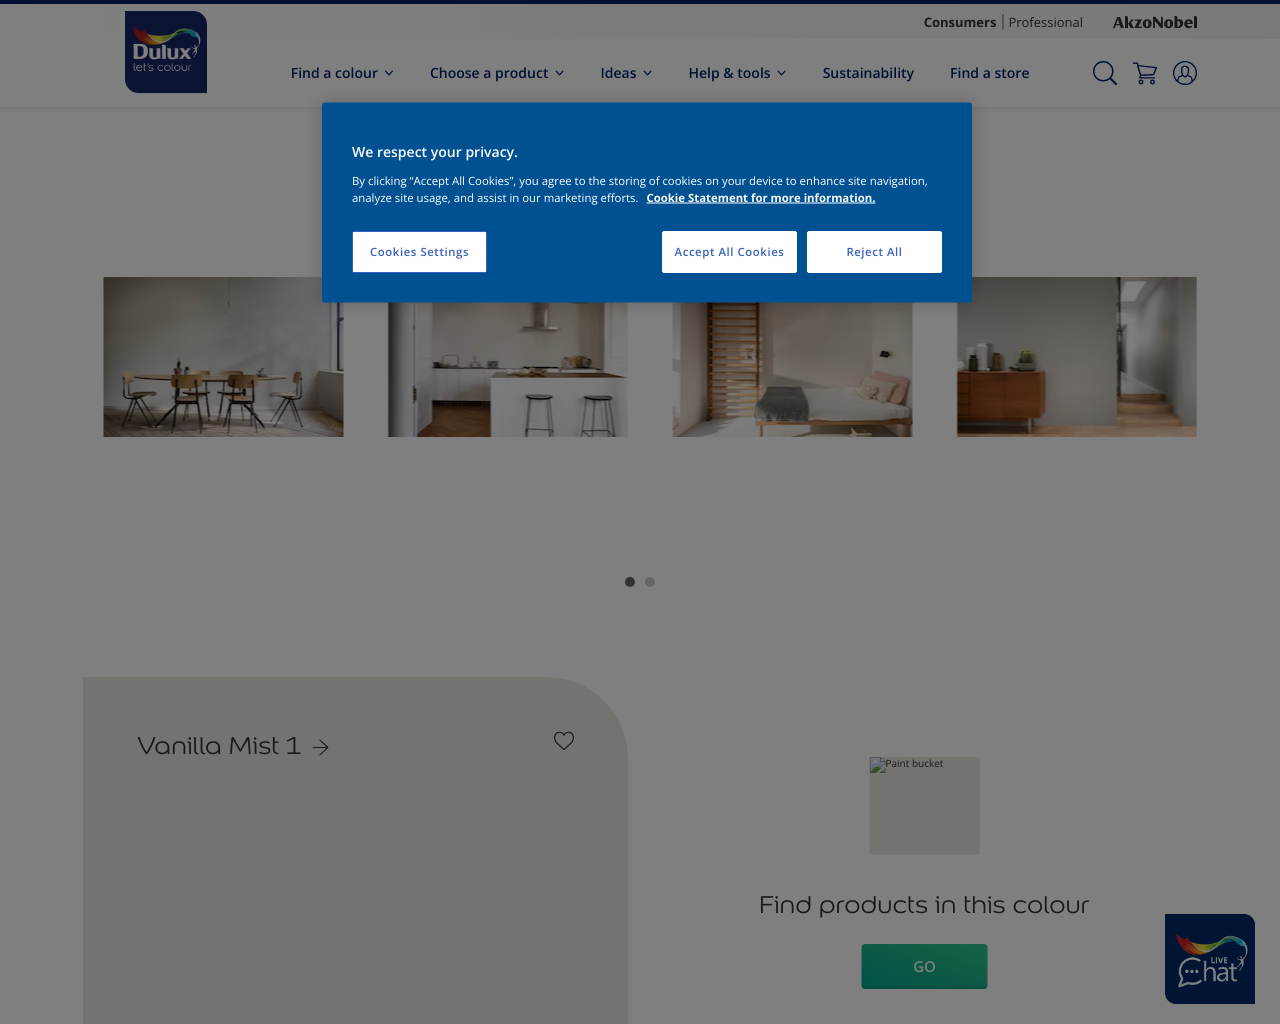 Consumers | Professional
AkzoNobel
Dulux
let's colour
Find a colour
Choose a product
Ideas
Help & tools
Sustainability
Find a store
We respect your privacy.
By clicking “Accept All Cookies”, you agree to the storing of cookies on your device to enhance site navigation,
analyze site usage, and assist in our marketing efforts. Cookie Statement for more information.
Cookies Settings
Accept All Cookies
Reject All
Vanilla Mist 1
Paint bucket
Find products in this colour
GO
LIVE
Chat